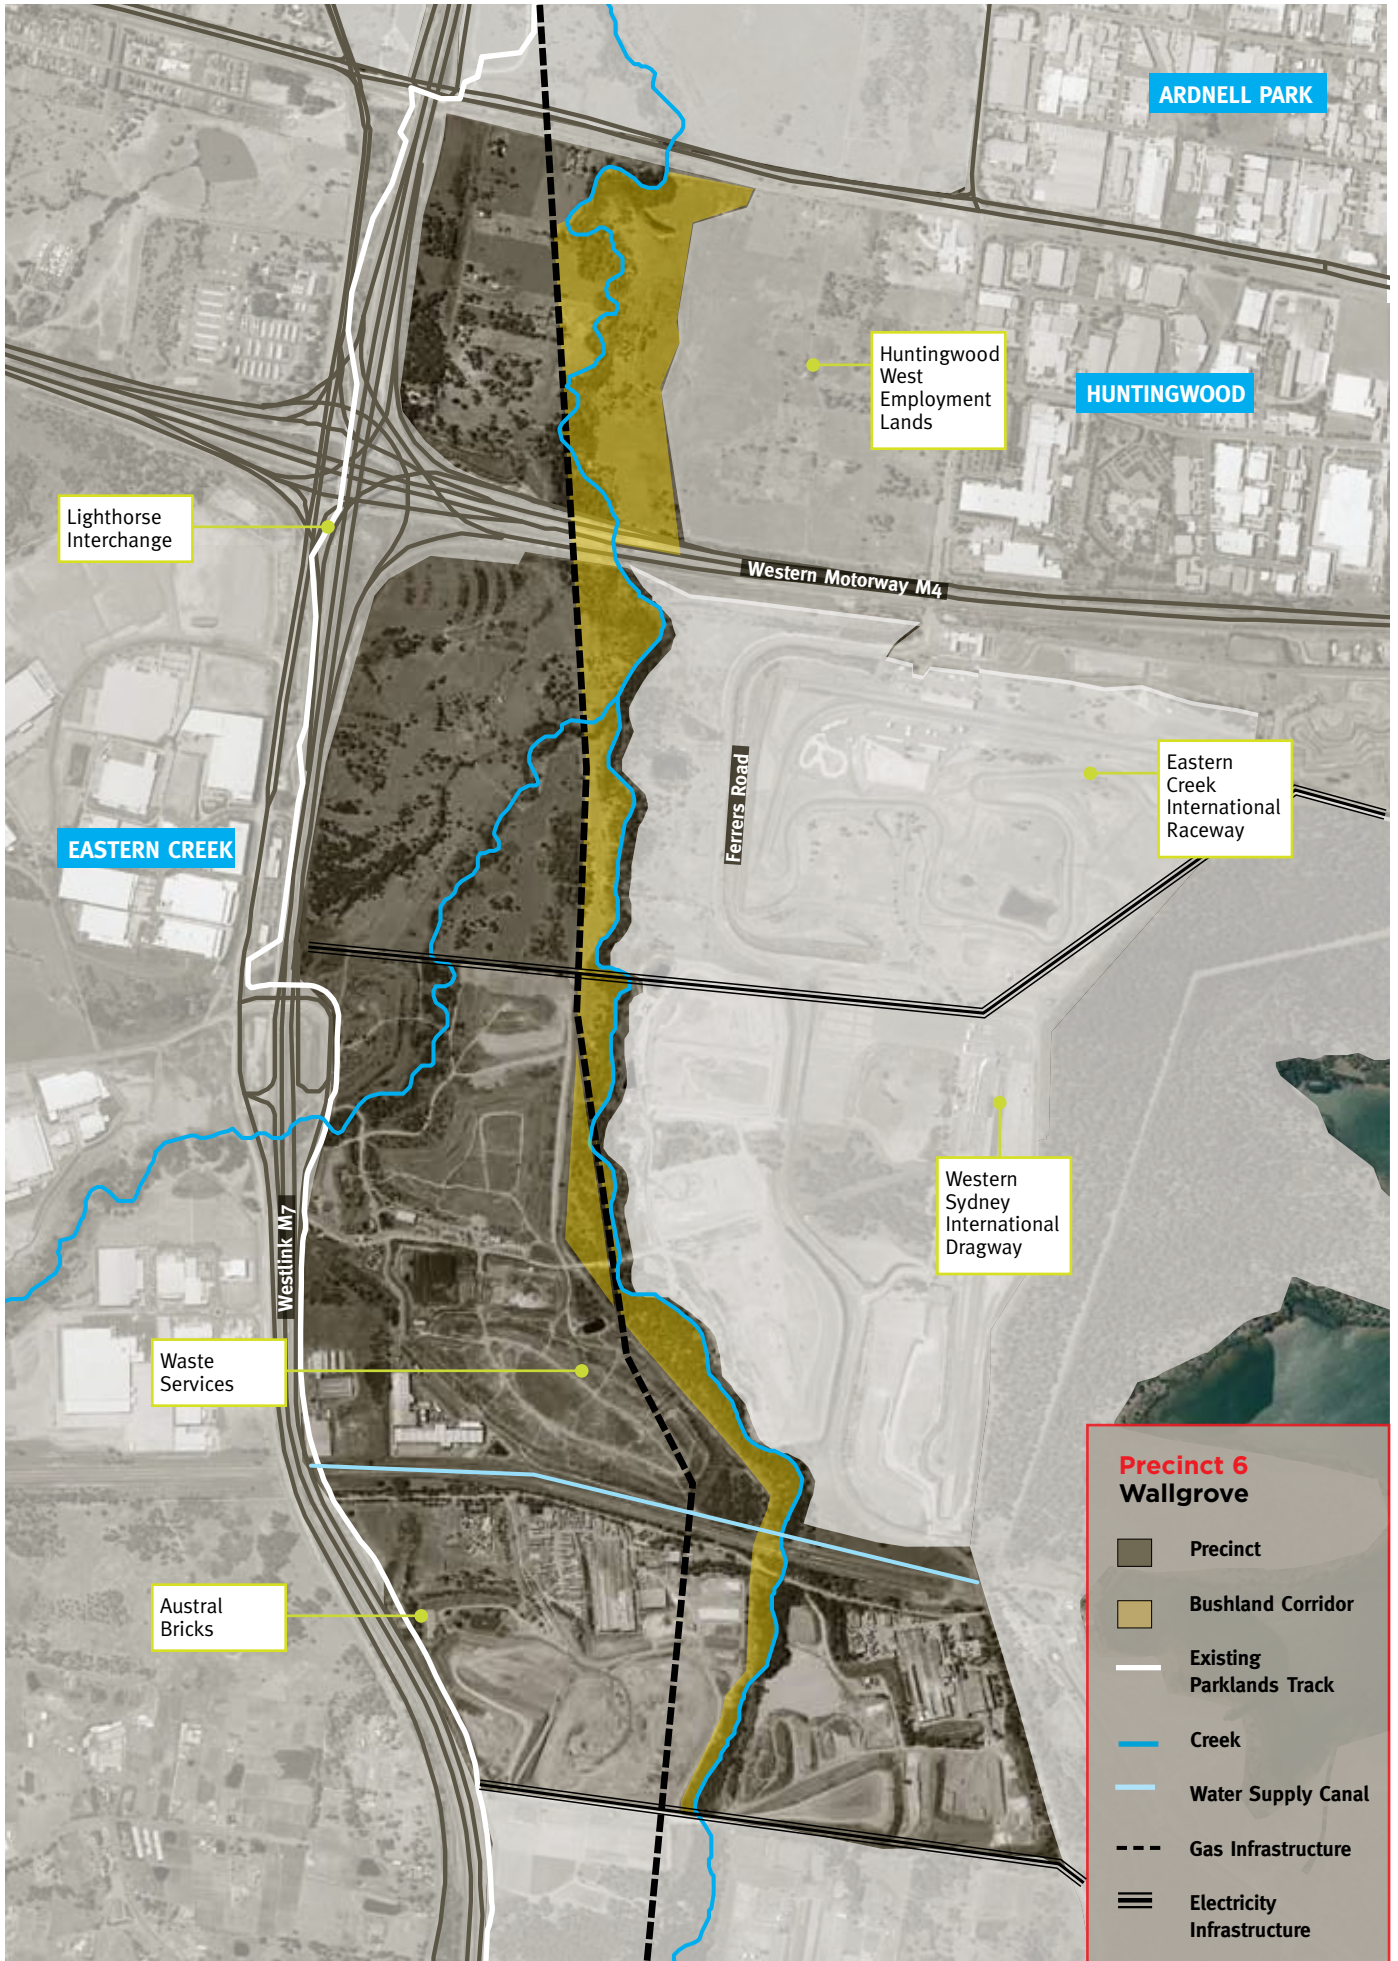 ARDNELL PARK
Huntingwood
West
Employment
Lands
HUNTINGWOOD
Lighthorse
Interchange
Western Motorway M4
Ferrers Road
Eastern
Creek
International
Raceway
EASTERN CREEK
Western
Sydney
International
Dragway
Westlink M7
Waste
Services
Austral
Bricks
Precinct 6
Wallgrove
Precinct
Bushland Corridor
Existing
Parklands Track
Creek
Water Supply Canal
Gas Infrastructure
Electricity
Infrastructure